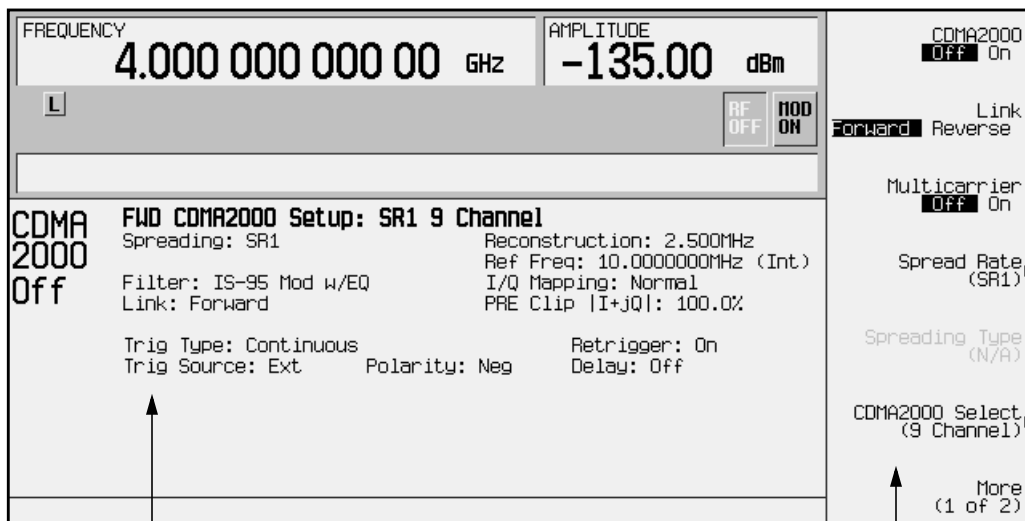 FREQUENCY
4.000 000 000 00 GHz
AMPLITUDE
-135.00 dBm
L
RF OFF
MOD ON
CDMA 2000 Off
FWD CDMA2000 Setup: SR1 9 Channel
Spreading: SR1
Reconstruction: 2.500MHz
Ref Freq: 10.0000000MHz (Int)
Filter: IS-95 Mod w/EQ
I/Q Mapping: Normal
Link: Forward
PRE Clip |I+jQ|: 100.0%
Trig Type: Continuous
Retrigger: On
Trig Source: Ext
Polarity: Neg
Delay: Off
CDMA2000
Off On
Link
Forward Reverse
Multicarrier
Off On
Spread Rate
(SR1)
Spreading Type
(N/A)
CDMA2000 Select
(9 Channel)
More
(1 of 2)